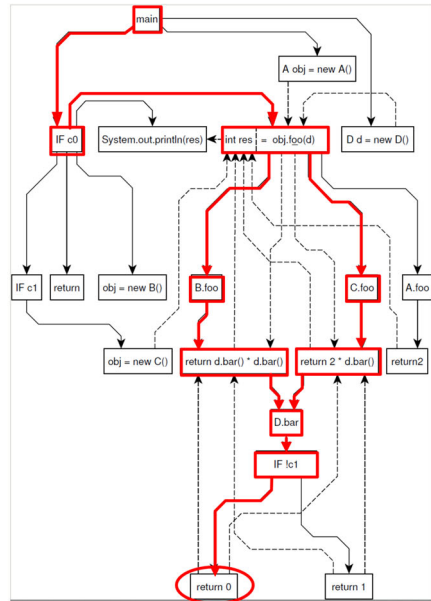 main
A obj = new A()
IF c0
System.out.println(res)
int res = obj.foo(d)
D d = new D()
IF c1
return
obj = new B()
B.foo
C.foo
A.foo
obj = new C()
return d.bar() * d.bar()
return 2 * d.bar()
return2
D.bar
IF !c1
return 0
return 1